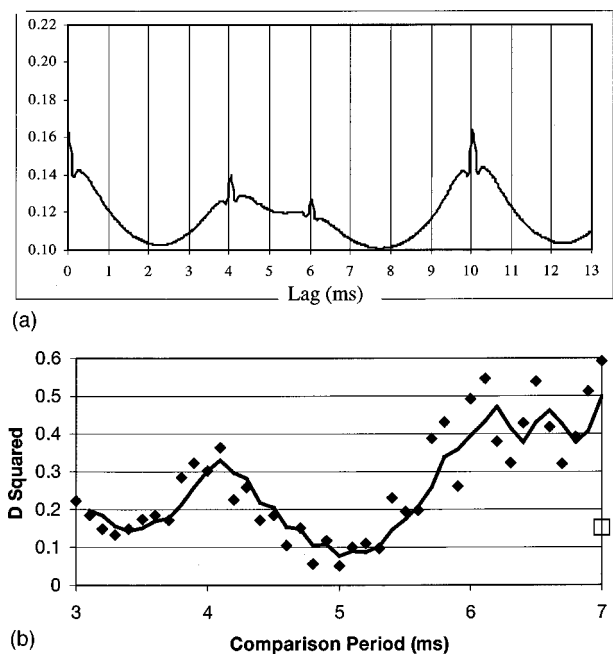 0.22
0.20
0.18
0.16
0.14
0.12
0.10
0 1 2 3 4 5 6 7 8 9 10 11 12 13
Lag (ms)
(a)
0.6
0.5
0.4
0.3
0.2
0.1
0
D Squared
3 4 5 6 7
Comparison Period (ms)
(b)